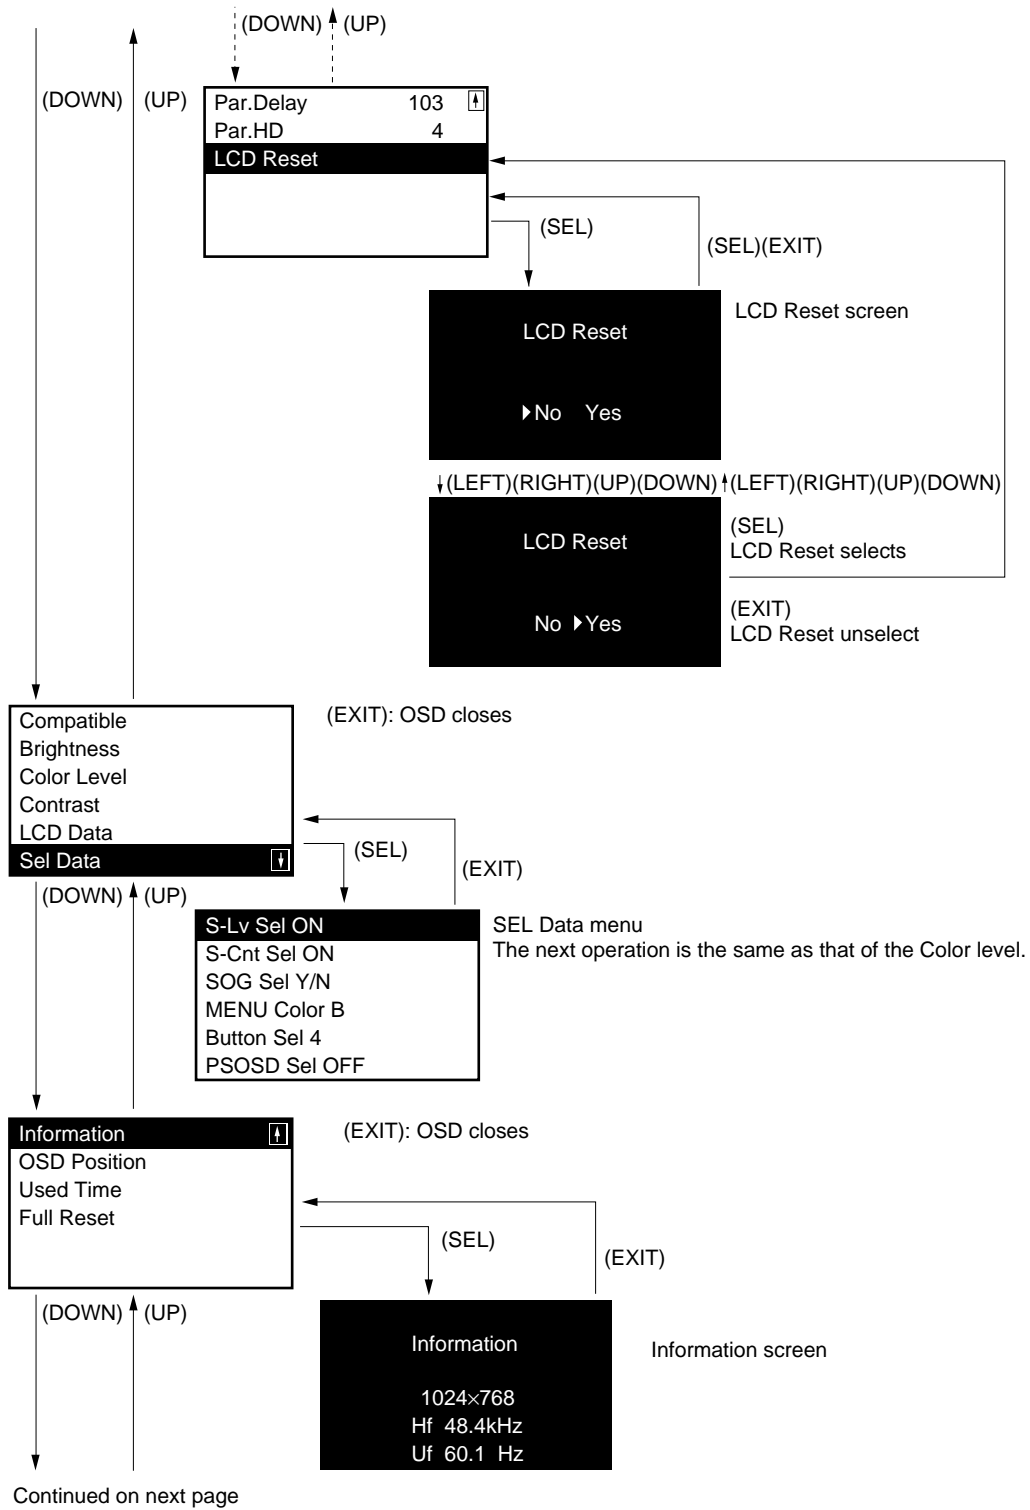 (DOWN) (UP)
(DOWN) (UP)
Par.Delay 103
Par.HD 4
LCD Reset
(SEL)
(SEL)(EXIT)
LCD Reset screen
LCD Reset
No Yes
(LEFT)(RIGHT)(UP)(DOWN) (LEFT)(RIGHT)(UP)(DOWN)
LCD Reset
No Yes
(SEL)
LCD Reset selects
(EXIT)
LCD Reset unselect
Compatible
Brightness
Color Level
Contrast
LCD Data
Sel Data
(EXIT): OSD closes
(SEL)
(EXIT)
(DOWN) (UP)
S-Lv Sel ON
S-Cnt Sel ON
SOG Sel Y/N
MENU Color B
Button Sel 4
PSOSD Sel OFF
SEL Data menu
The next operation is the same as that of the Color level.
Information
OSD Position
Used Time
Full Reset
(EXIT): OSD closes
(SEL)
(EXIT)
(DOWN) (UP)
Information
1024×768
Hf 48.4kHz
Uf 60.1 Hz
Information screen
Continued on next page